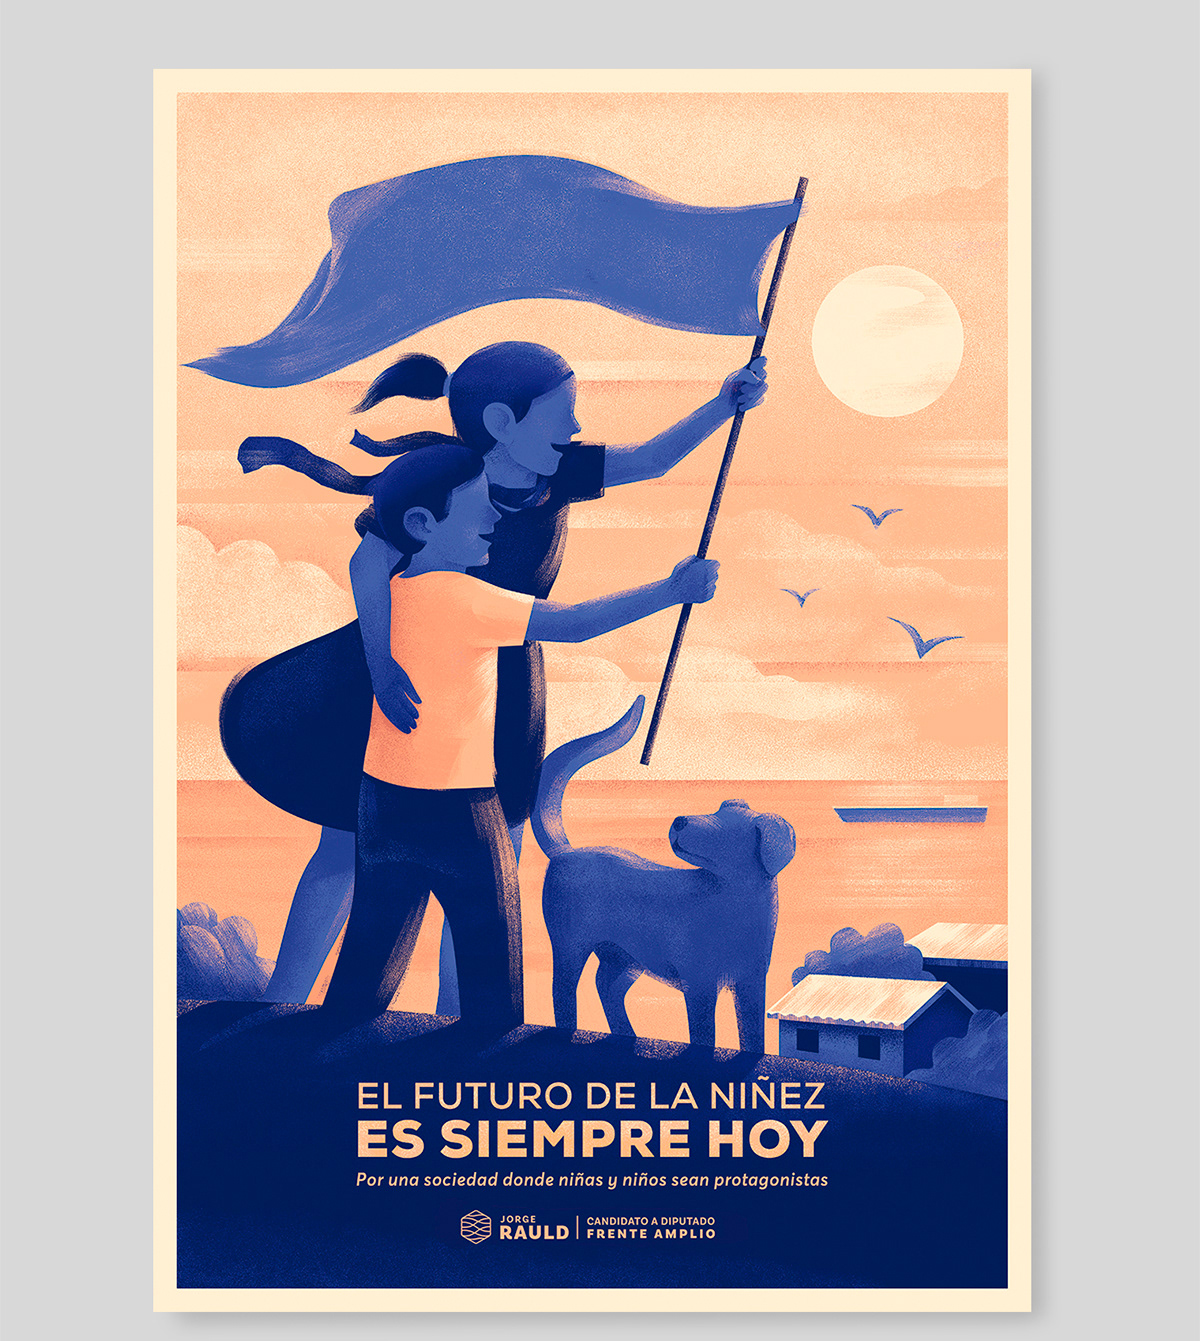 EL FUTURO DE LA NIÑEZ
ES SIEMPRE HOY
Por una sociedad donde niñas y niños sean protagonistas
JORGE
RAULD
CANDIDATO A DIPUTADO
FRENTE AMPLIO